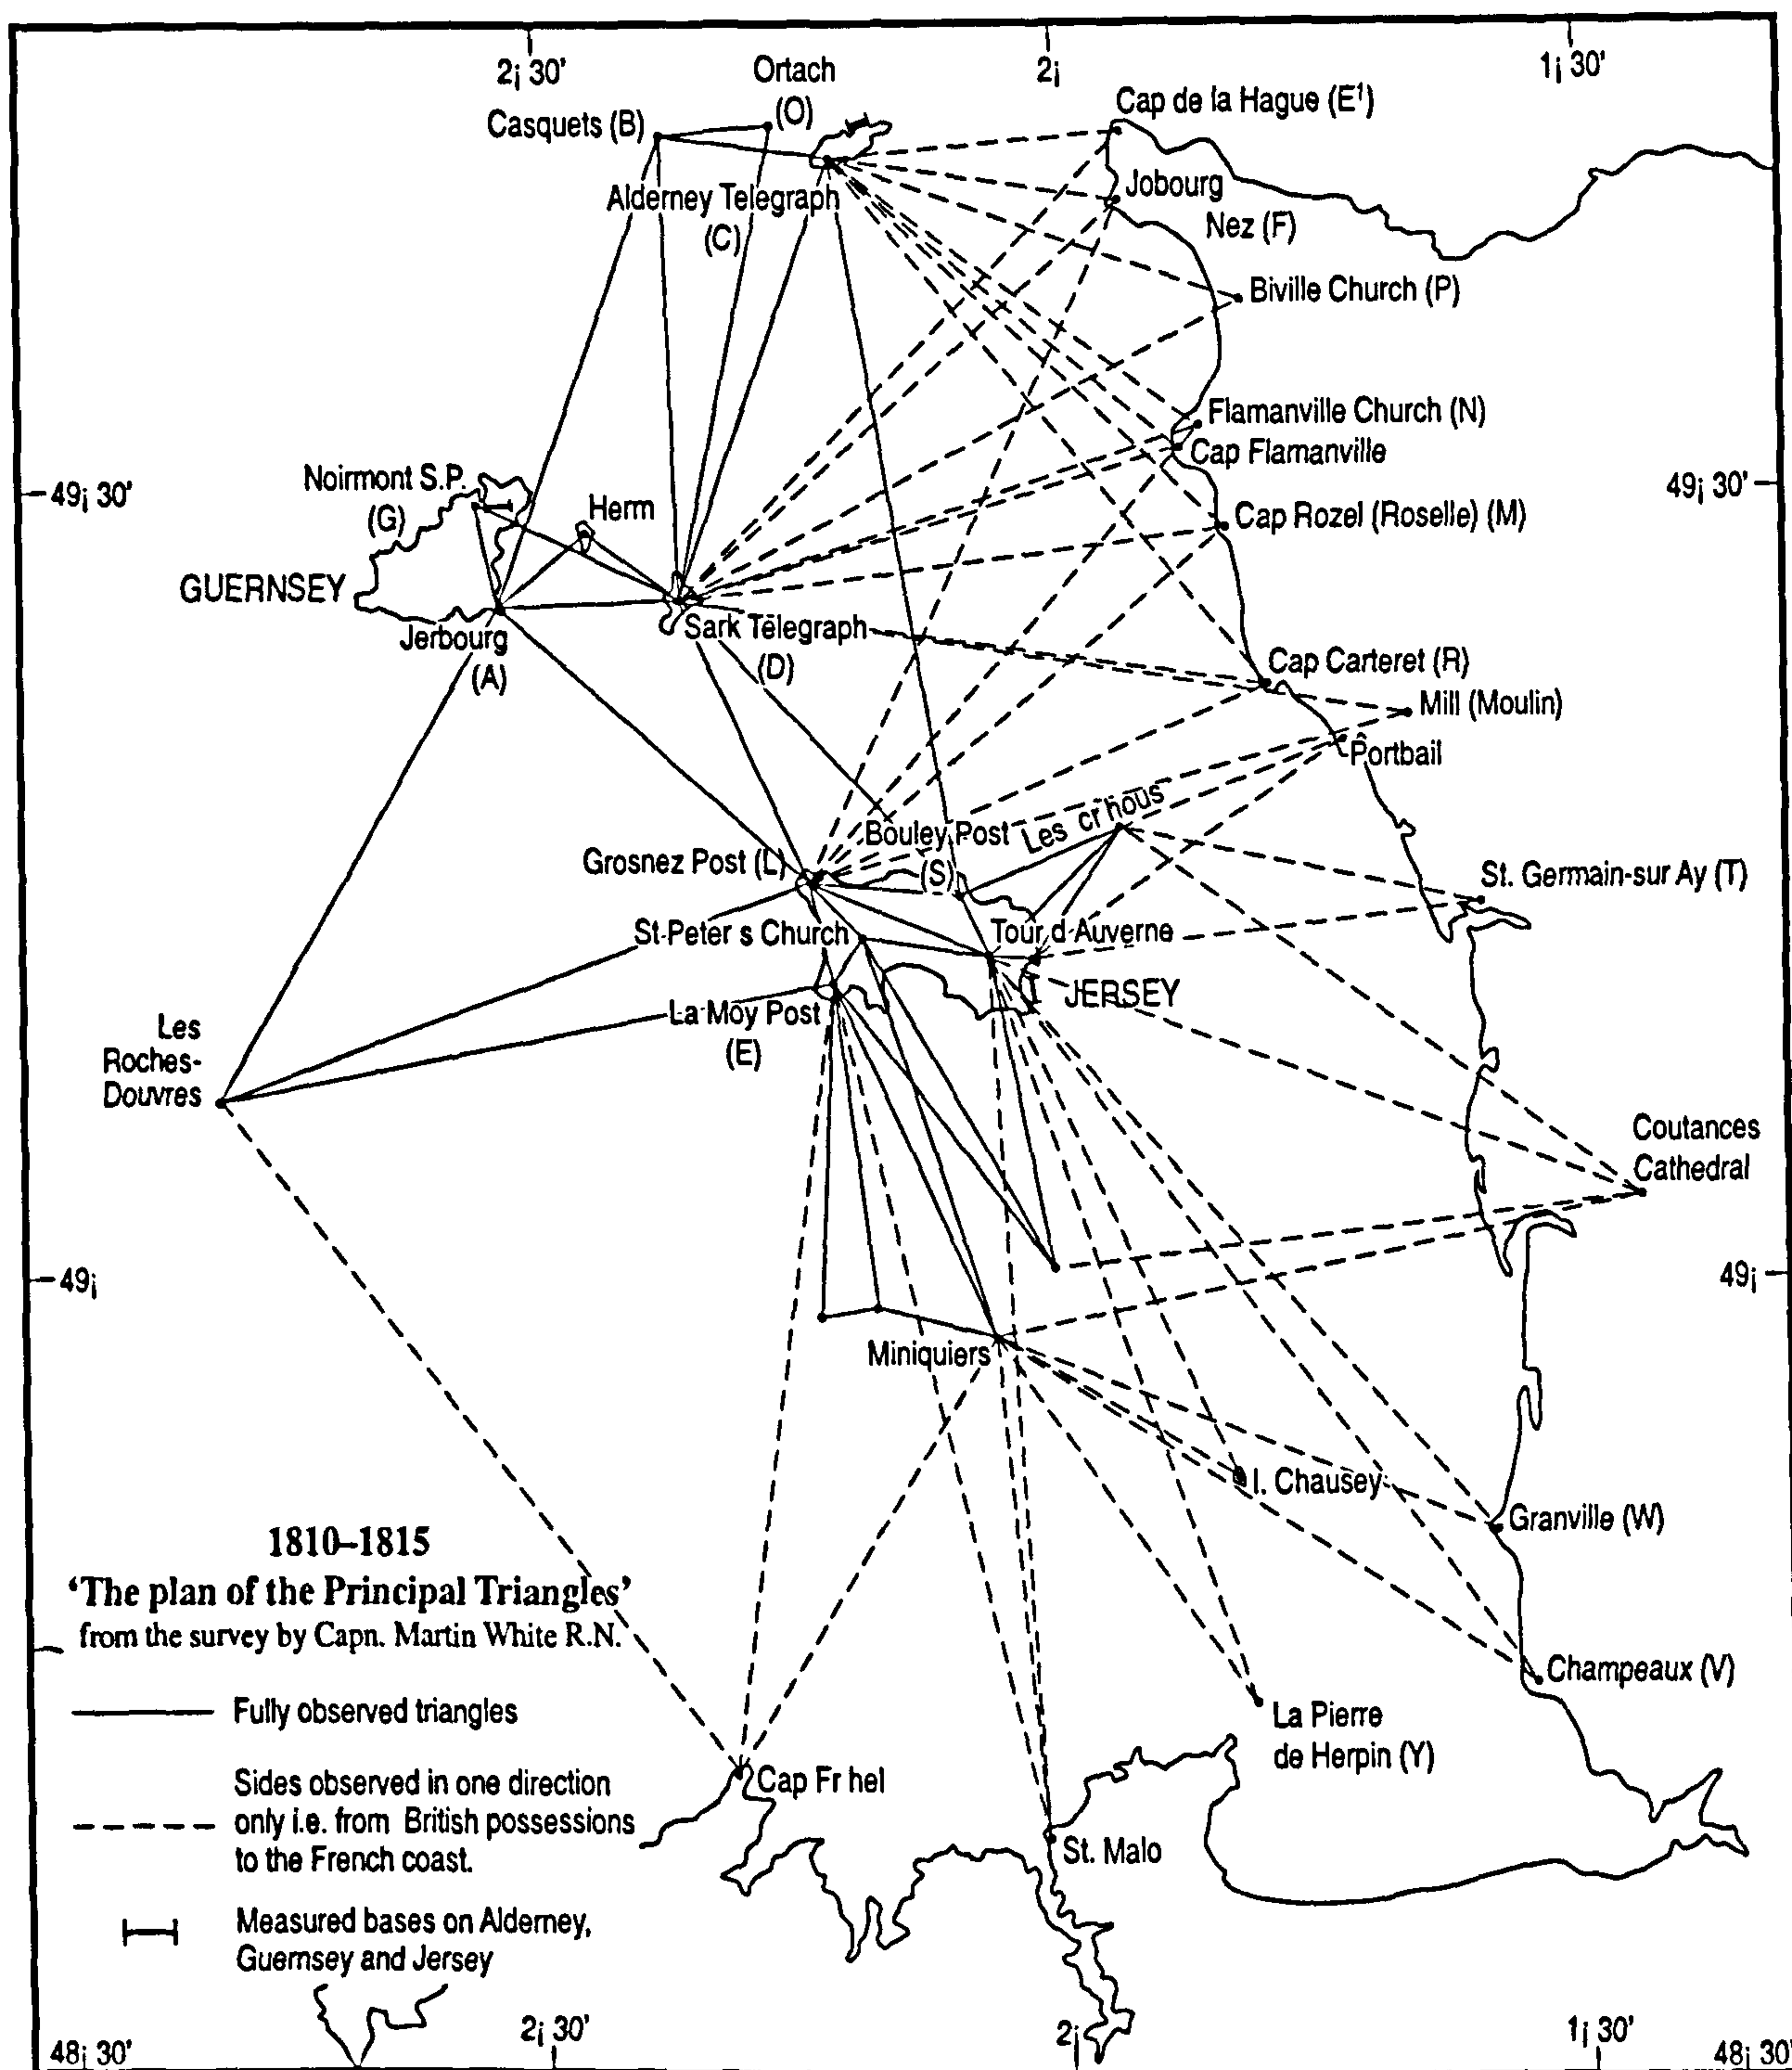 2¡ 30'
2¡
1¡ 30'
Ortach
(O)
Casquets (B)
Cap de la Hague (E¹)
Alderney Telegraph
(C)
Jobourg
Nez (F)
Biville Church (P)
Flamanville Church (N)
Cap Flamanville
Noirmont S.P.
(G)
Herm
49¡ 30'
49¡ 30'
Cap Rozel (Roselle) (M)
GUERNSEY
Jerbourg
(A)
Sark Telegraph
(D)
Cap Carteret (R)
Mill (Moulin)
Portbail
Les cr hous
Bouley Post
(S)
Grosnez Post (L)
St Peter s Church
Tour d Auverne
St. Germain-sur Ay (T)
JERSEY
La Moy Post
(E)
Les
Roches-
Douvres
Coutances
Cathedral
49¡
49¡
Miniquiers
I. Chausey
Granville (W)
Champeaux (V)
La Pierre
de Herpin (Y)
Cap Fr hel
St. Malo
1810–1815
‘The plan of the Principal Triangles’
from the survey by Capn. Martin White R.N.
Fully observed triangles
Sides observed in one direction
only i.e. from British possessions
to the French coast.
Measured bases on Alderney,
Guernsey and Jersey
48¡ 30'
2¡ 30'
2¡
1¡ 30'
48¡ 30'